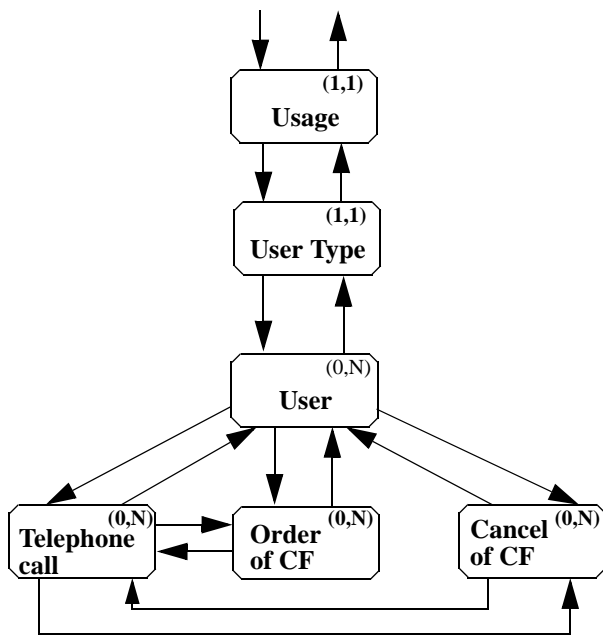 (1,1)
Usage
(1,1)
User Type
(0,N)
User
(0,N)
Telephone
call
(0,N)
Order
of CF
(0,N)
Cancel
of CF